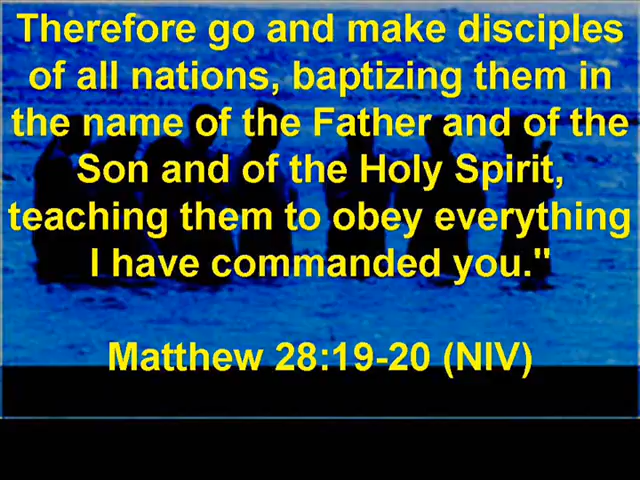 Therefore go and make disciples
of all nations, baptizing them in
the name of the Father and of the
Son and of the Holy Spirit,
teaching them to obey everything
I have commanded you."
Matthew 28:19-20 (NIV)